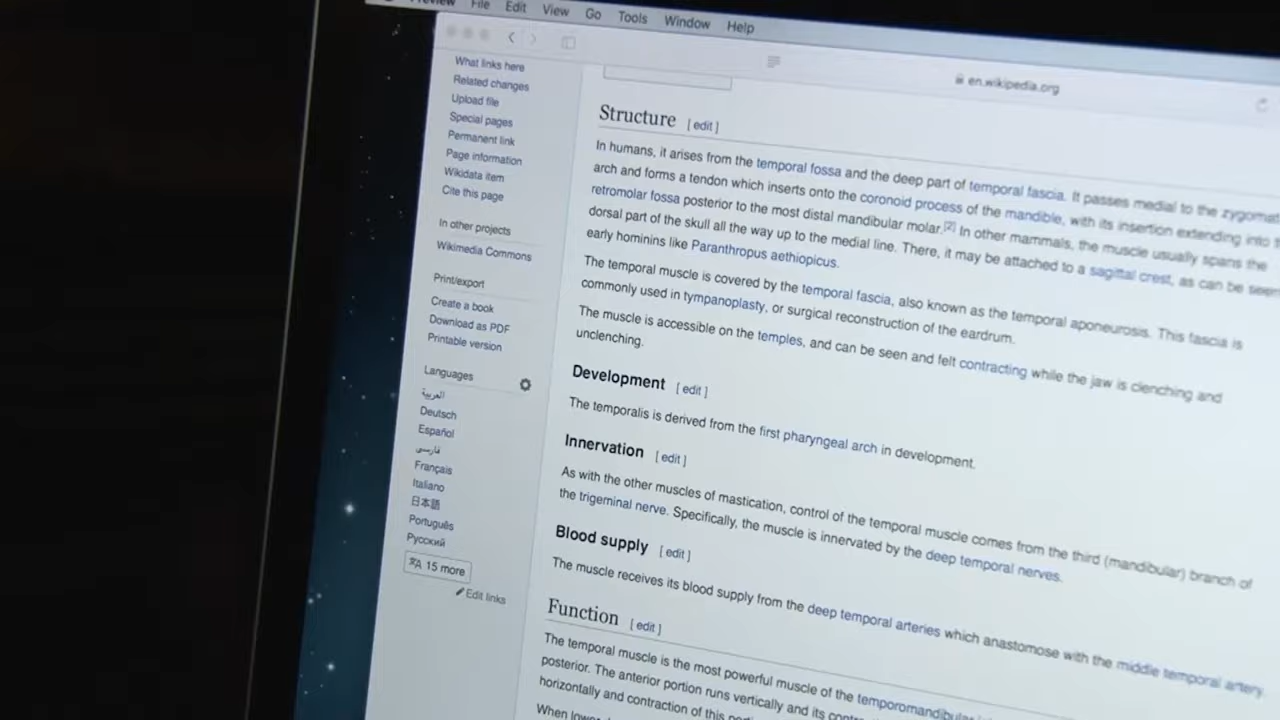 Preview File Edit View Go Tools Window Help
en.wikipedia.org
What links here
Related changes
Upload file
Special pages
Permanent link
Page information
Wikidata item
Cite this page
In other projects
Wikimedia Commons
Print/export
Create a book
Download as PDF
Printable version
Languages
العربية
Deutsch
Español
فارسی
Français
Italiano
日本語
Português
Русский
15 more
Edit links
Structure [ edit ]
In humans, it arises from the temporal fossa and the deep part of temporal fascia. It passes medial to the
arch and forms a tendon which inserts onto the coronoid process of the mandible, with its insertion extending into
retromolar fossa posterior to the most distal mandibular molar.[2] In other mammals, the muscle usually spans the
dorsal part of the skull all the way up to the medial line. There, it may be attached to a sagittal crest, as can be seen
early hominins like Paranthropus aethiopicus.
The temporal muscle is covered by the temporal fascia, also known as the temporal aponeurosis. This fascia is
commonly used in tympanoplasty, or surgical reconstruction of the eardrum.
The muscle is accessible on the temples, and can be seen and felt contracting while the jaw is clenching and
unclenching.
Development [ edit ]
The temporalis is derived from the first pharyngeal arch in development.
Innervation [ edit ]
As with the other muscles of mastication, control of the temporal muscle comes from the third (mandibular) branch of
the trigeminal nerve. Specifically, the muscle is innervated by the deep temporal nerves.
Blood supply [ edit ]
The muscle receives its blood supply from the deep temporal arteries which anastomose with the middle temporal artery.
Function [ edit ]
The temporal muscle is the most powerful muscle of the
posterior. The anterior portion runs vertically and its
horizontally and contraction of this
When